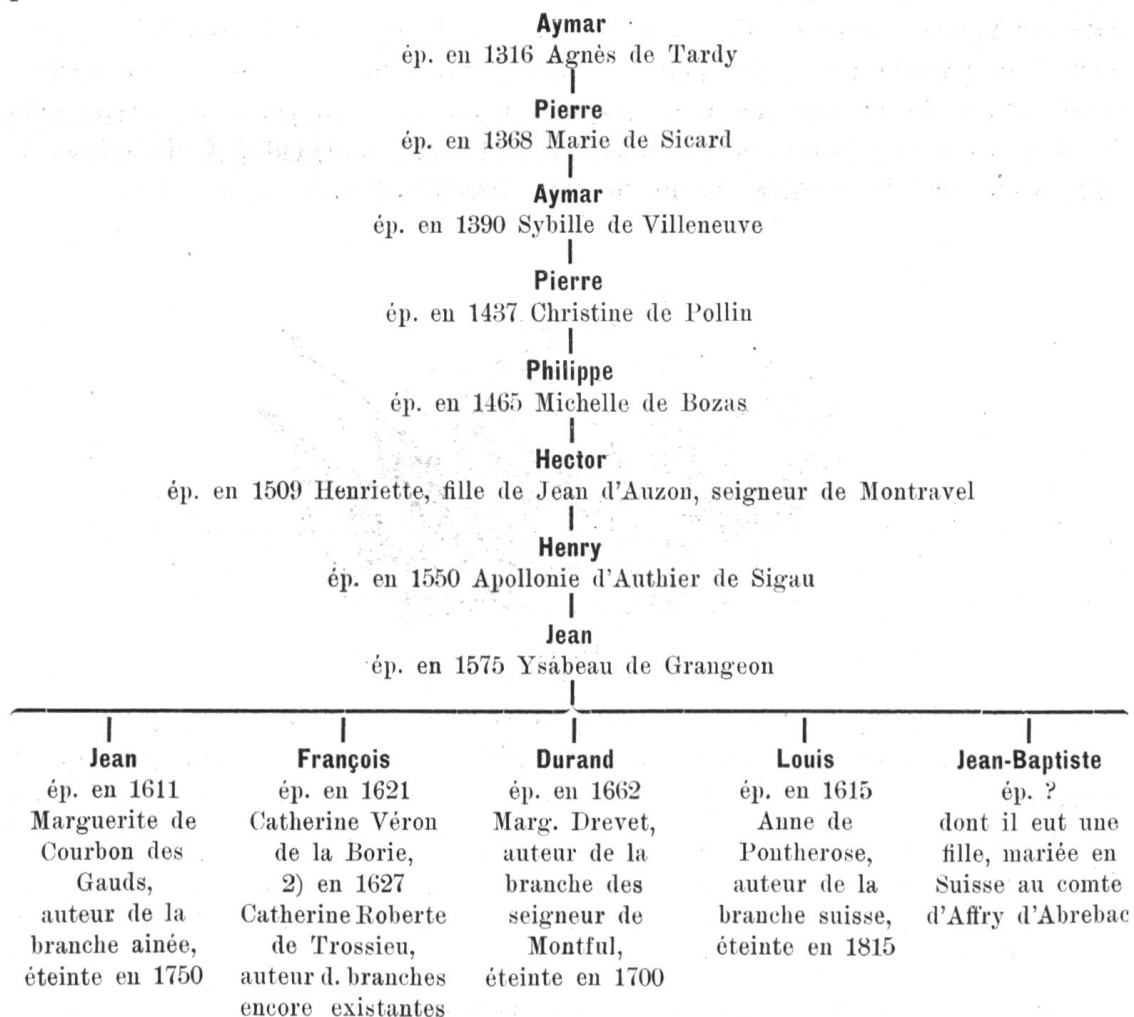 Aymar
ép. en 1316 Agnès de Tardy
Pierre
ép. en 1368 Marie de Sicard
Aymar
ép. en 1390 Sybille de Villeneuve
Pierre
ép. en 1437 Christine de Pollin
Philippe
ép. en 1465 Michelle de Bozas
Hector
ép. en 1509 Henriette, fille de Jean d'Auzon, seigneur de Montravel
Henry
ép. en 1550 Apollonie d'Authier de Sigau
Jean
ép. en 1575 Ysabeau de Grangeon
Jean
ép. en 1611
Marguerite de
Courbon des
Gauds,
auteur de la
branche ainée,
éteinte en 1750
François
ép. en 1621
Catherine Véron
de la Borie,
2) en 1627
Catherine Roberte
de Trossieu,
auteur d. branches
encore existantes
Durand
ép. en 1662
Marg. Drevet,
auteur de la
branche des
seigneur de
Montful,
éteinte en 1700
Louis
ép. en 1615
Anne de
Pontherose,
auteur de la
branche suisse,
éteinte en 1815
Jean-Baptiste
ép. ?
dont il eut une
fille, mariée en
Suisse au comte
d'Affry d'Abrebac